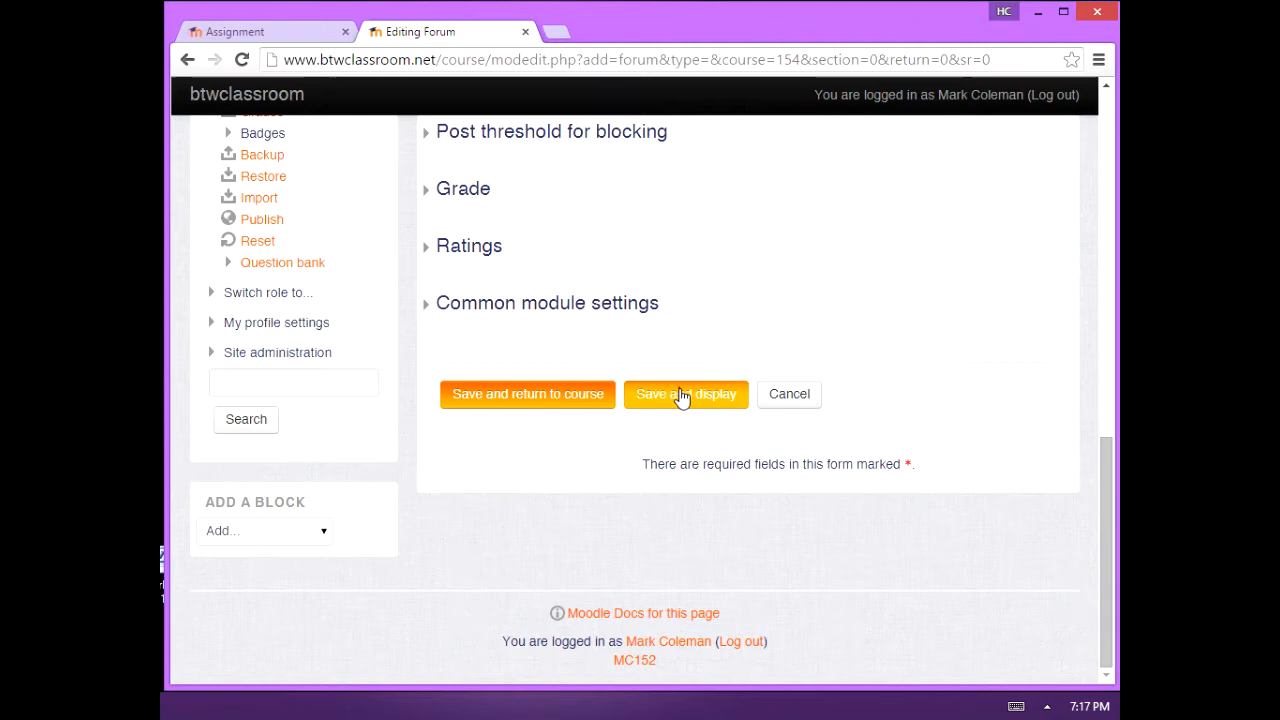 HC
Assignment
Editing Forum
www.btwclassroom.net/course/modedit.php?add=forum&type=&course=154&section=0&return=0&sr=0
btwclassroom
You are logged in as Mark Coleman (Log out)
Badges
Backup
Restore
Import
Publish
Reset
Question bank
Switch role to...
My profile settings
Site administration
Search
ADD A BLOCK
Add...
Post threshold for blocking
Grade
Ratings
Common module settings
Save and return to course
Save and display
Cancel
There are required fields in this form marked *.
Moodle Docs for this page
You are logged in as Mark Coleman (Log out)
MC152
7:17 PM